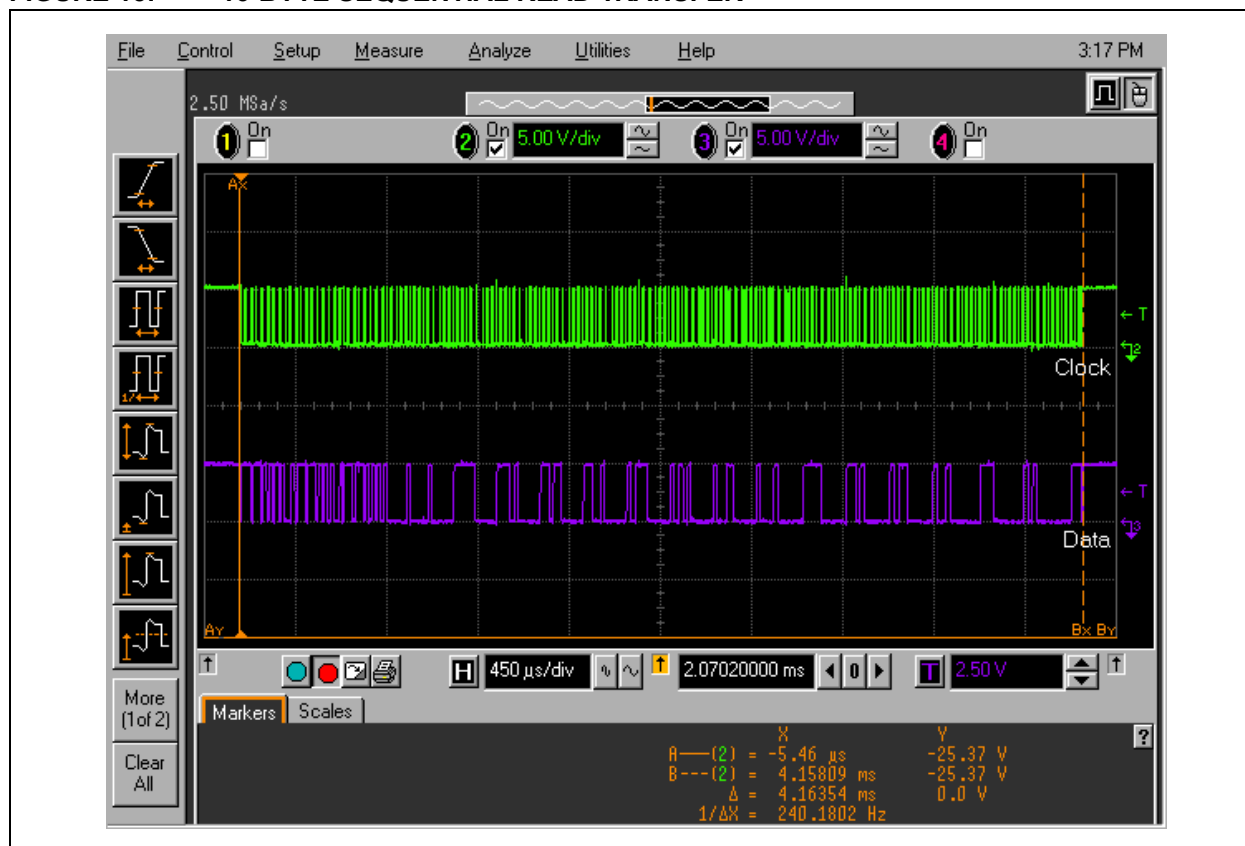 File Control Setup Measure Analyze Utilities Help 3:17 PM
2.50 MSa/s
1 On 2 On 5.00 V/div 3 On 5.00 V/div 4 On
Ax
← T
2
Clock
1/
← T
3
Data
Ay Bx By
H 450 µs/div 2.07020000 ms 0 T 2.50 V
More
(1of 2)
Clear
All
Markers Scales
?
X Y
A——(2) = -5.46 µs -25.37 V
B---(2) = 4.15809 ms -25.37 V
Δ = 4.16354 ms 0.0 V
1/ΔX = 240.1802 Hz